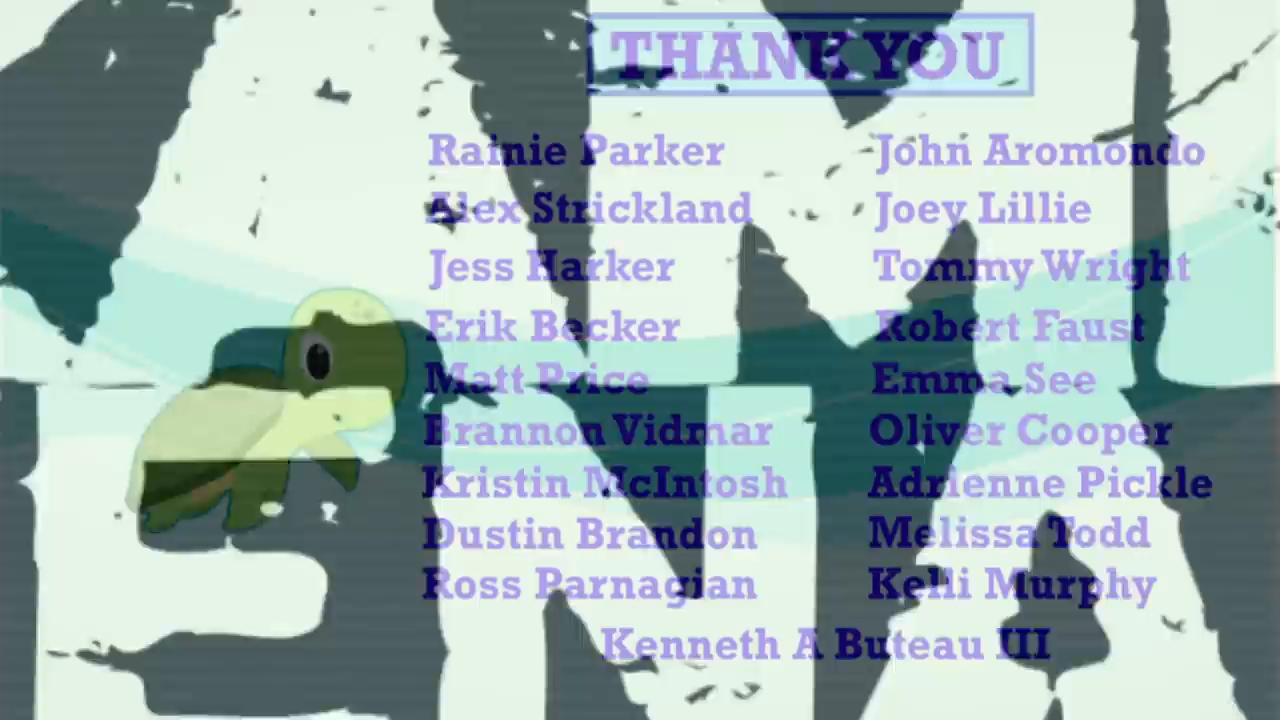 THANK YOU
Rainie Parker
Alex Strickland
Jess Harker
Erik Becker
Matt Price
Brannon Vidmar
Kristin McIntosh
Dustin Brandon
Ross Parnagian
John Aromondo
Joey Lillie
Tommy Wright
Robert Faust
Emma See
Oliver Cooper
Adrienne Pickle
Melissa Todd
Kelli Murphy
Kenneth A Buteau III